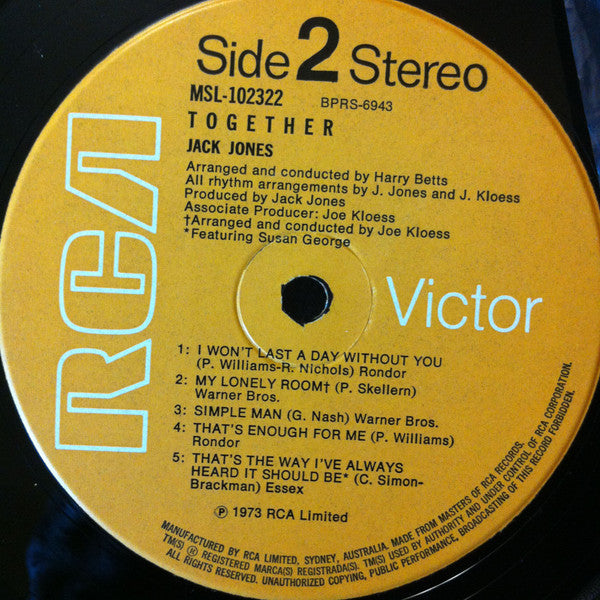 Side 2 Stereo
MSL-102322 BPRS-6943
TOGETHER
JACK JONES
Arranged and conducted by Harry Betts
All rhythm arrangements by J. Jones and J. Kloess
Produced by Jack Jones
Associate Producer: Joe Kloess
†Arranged and conducted by Joe Kloess
*Featuring Susan George
RCA
Victor
1: I WON'T LAST A DAY WITHOUT YOU
(P. Williams-R. Nichols) Rondor
2: MY LONELY ROOM† (P. Skellern)
Warner Bros.
3: SIMPLE MAN (G. Nash) Warner Bros.
4: THAT'S ENOUGH FOR ME (P. Williams)
Rondor
5: THAT'S THE WAY I'VE ALWAYS
HEARD IT SHOULD BE* (C. Simon-
Brackman) Essex
Ⓟ 1973 RCA Limited
MANUFACTURED BY RCA LIMITED, SYDNEY, AUSTRALIA. MADE FROM MASTERS OF RCA RECORDS.
TM(S) ® REGISTERED MARCA(S) REGISTRADA(S). TM(S) USED BY AUTHORITY AND UNDER CONTROL OF RCA CORPORATION.
ALL RIGHTS RESERVED. UNAUTHORIZED COPYING, PUBLIC PERFORMANCE, BROADCASTING OF THIS RECORD FORBIDDEN.